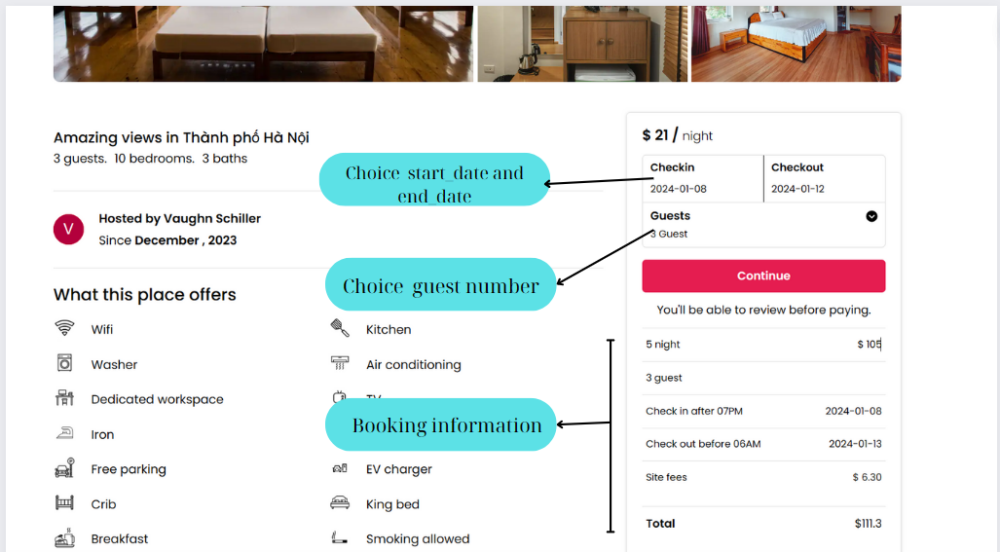 Amazing views in Thành phố Hà Nội
3 guests. 10 bedrooms. 3 baths
Choice start_date and
end_date
V
Hosted by Vaughn Schiller
Since December , 2023
Choice guest number
What this place offers
Wifi
Kitchen
Washer
Air conditioning
Dedicated workspace
TV
Iron
Booking information
Free parking
EV charger
Crib
King bed
Breakfast
Smoking allowed
$ 21 / night
Checkin
Checkout
2024-01-08
2024-01-12
Guests
3 Guest
Continue
You'll be able to review before paying.
5 night
$ 105
3 guest
Check in after 07PM
2024-01-08
Check out before 06AM
2024-01-13
Site fees
$ 6.30
Total
$111.3